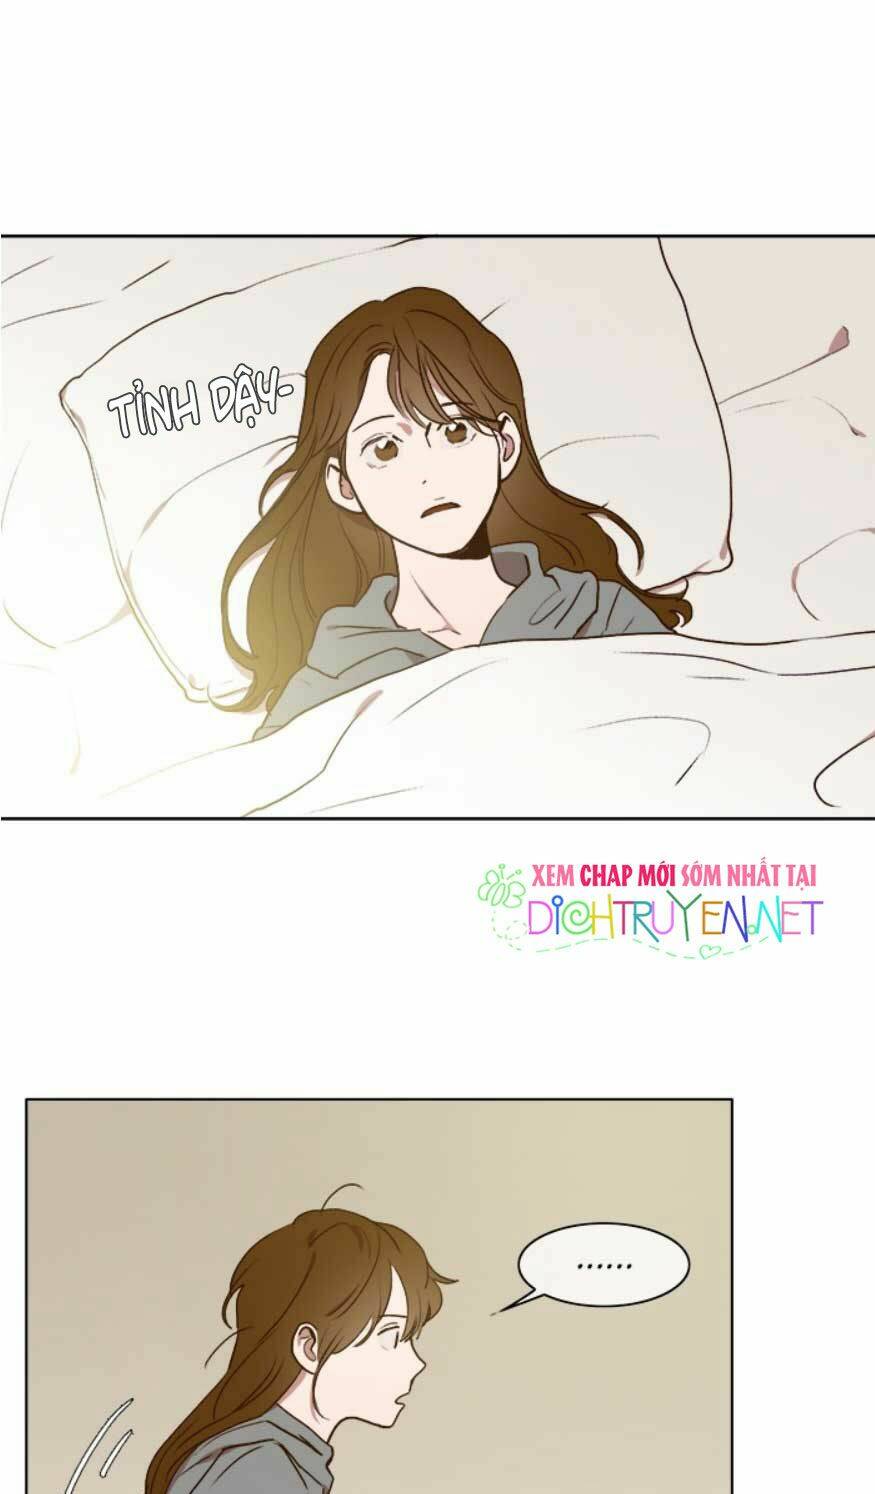 TỈNH DẬY-
XEM CHAP MỚI SỚM NHẤT TẠI
DICHTRUYEN.NET
......